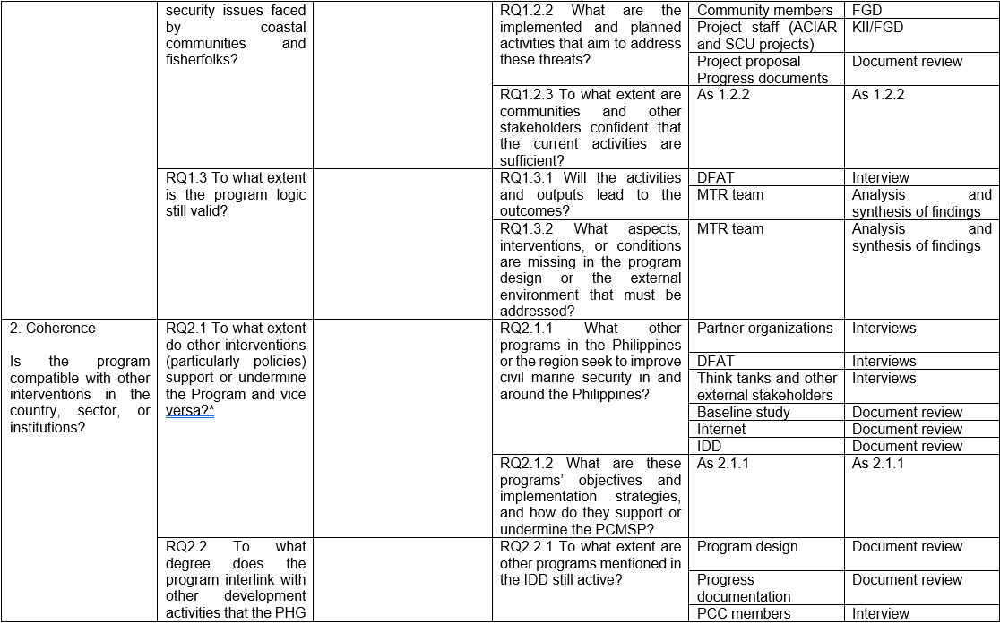 security issues faced
by coastal
communities and
fisherfolks?
RQ1.2.2 What are the
implemented and planned
activities that aim to address
these threats?
Community members
FGD
Project staff (ACIAR
and SCU projects)
KII/FGD
Project proposal
Progress documents
Document review
RQ1.2.3 To what extent are
communities and other
stakeholders confident that
the current activities are
sufficient?
As 1.2.2
As 1.2.2
RQ1.3 To what extent
is the program logic
still valid?
RQ1.3.1 Will the activities
and outputs lead to the
outcomes?
DFAT
Interview
MTR team
Analysis and
synthesis of findings
RQ1.3.2 What aspects,
interventions, or conditions
are missing in the program
design or the external
environment that must be
addressed?
MTR team
Analysis and
synthesis of findings
2. Coherence
Is the program
compatible with other
interventions in the
country, sector, or
institutions?
RQ2.1 To what extent
do other interventions
(particularly policies)
support or undermine
the Program and vice
versa?*
RQ2.1.1 What other
programs in the Philippines
or the region seek to improve
civil marine security in and
around the Philippines?
Partner organizations
Interviews
DFAT
Interviews
Think tanks and other
external stakeholders
Interviews
Baseline study
Document review
Internet
Document review
IDD
Document review
RQ2.1.2 What are these
programs’ objectives and
implementation strategies,
and how do they support or
undermine the PCMSP?
As 2.1.1
As 2.1.1
RQ2.2 To what
degree does the
program interlink with
other development
activities that the PHG
RQ2.2.1 To what extent are
other programs mentioned in
the IDD still active?
Program design
Document review
Progress
documentation
Document review
PCC members
Interview